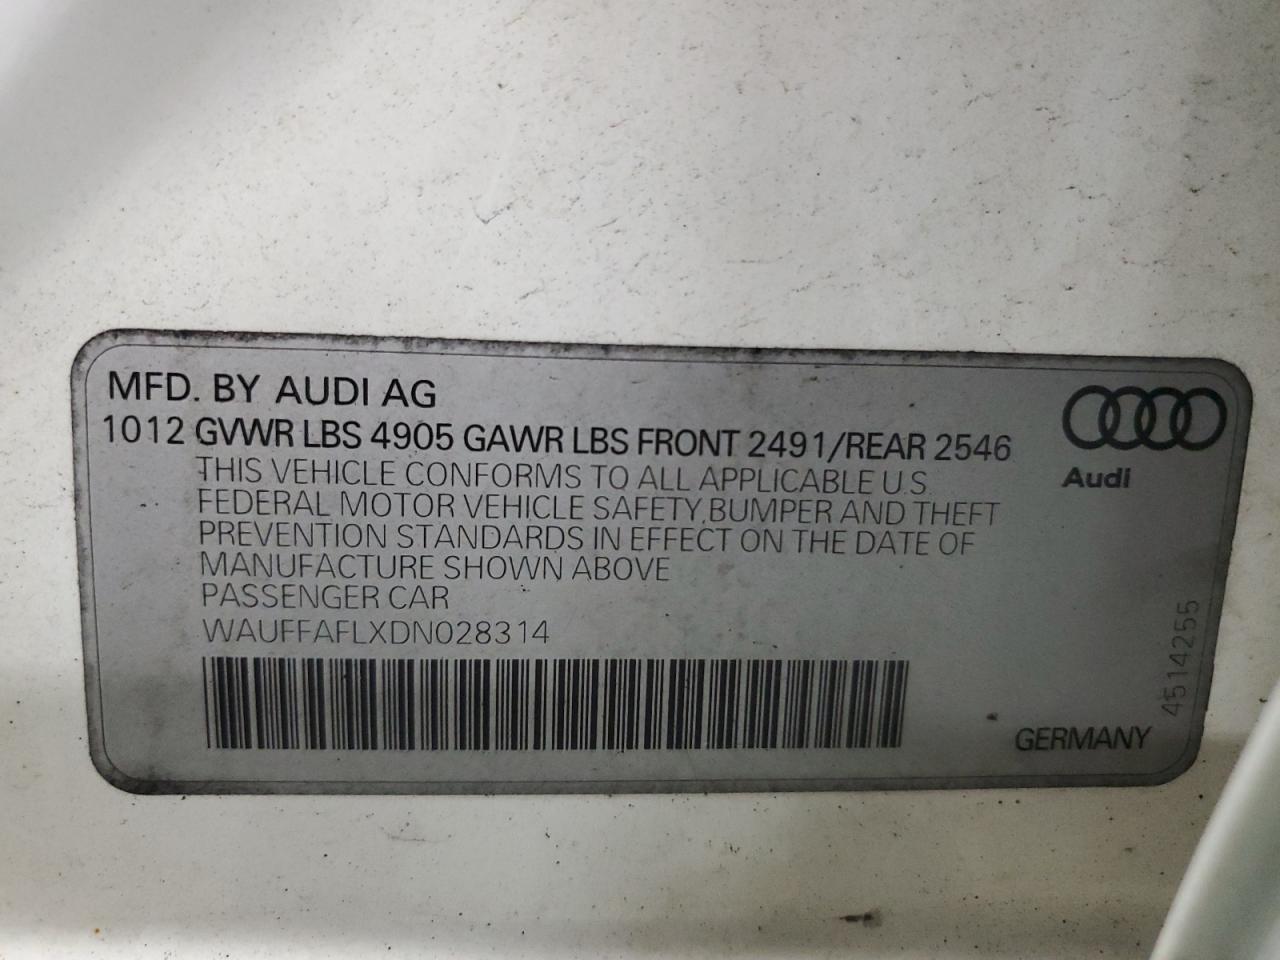 MFD. BY AUDI AG
1012 GVWR LBS 4905 GAWR LBS FRONT 2491/REAR 2546
THIS VEHICLE CONFORMS TO ALL APPLICABLE U.S.
FEDERAL MOTOR VEHICLE SAFETY,BUMPER AND THEFT
PREVENTION STANDARDS IN EFFECT ON THE DATE OF
MANUFACTURE SHOWN ABOVE
PASSENGER CAR
WAUFFAFLXDN028314
Audi
4514255
GERMANY